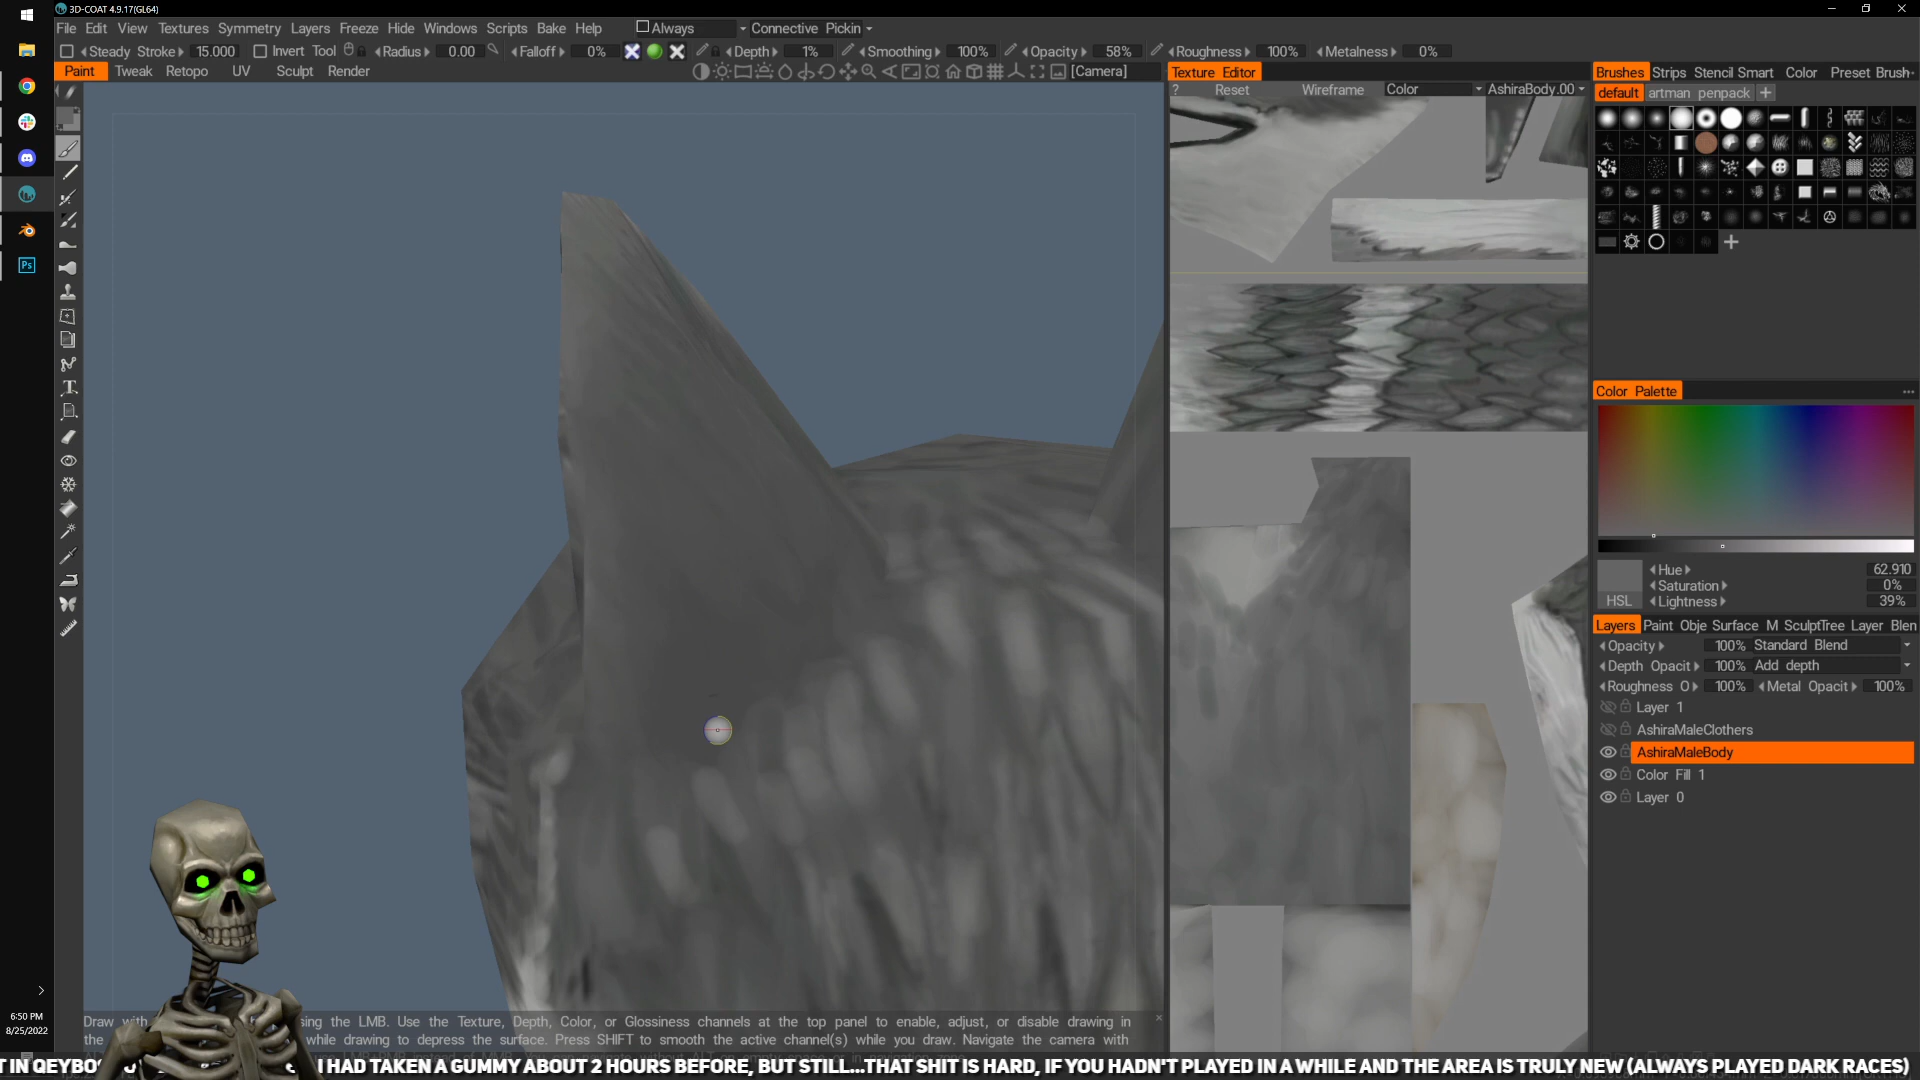 3D-COAT 4.9.17(GL64)
File Edit View Textures Symmetry Layers Freeze Hide Windows Scripts Bake Help Always Connective Pickin
Steady Stroke 15.000 Invert Tool Radius 0.00 Falloff 0% Depth 1% Smoothing 100% Opacity 58% Roughness 100% Metalness 0%
Paint Tweak Retopo UV Sculpt Render [Camera]
Texture Editor
? Reset Wireframe Color AshiraBody.00
Brushes Strips Stencil Smart Color Preset Brush
default artman penpack +
Color Palette
Hue 62.910
Saturation 0%
HSL Lightness 39%
Layers Paint Obje Surface M SculptTree Layer Blen
Opacity 100% Standard Blend
Depth Opacit 100% Add depth
Roughness O 100% Metal Opacit 100%
Layer 1
AshiraMaleClothers
AshiraMaleBody
Color Fill 1
Layer 0
Ps
6:50 PM
8/25/2022
Draw with sing the LMB. Use the Texture, Depth, Color, or Glossiness channels at the top panel to enable, adjust, or disable drawing in
the while drawing to depress the surface. Press SHIFT to smooth the active channel(s) while you draw. Navigate the camera with
T IN QEYBO I HAD TAKEN A GUMMY ABOUT 2 HOURS BEFORE, BUT STILL...THAT SHIT IS HARD, IF YOU HADN'T PLAYED IN A WHILE AND THE AREA IS TRULY NEW (ALWAYS PLAYED DARK RACES)